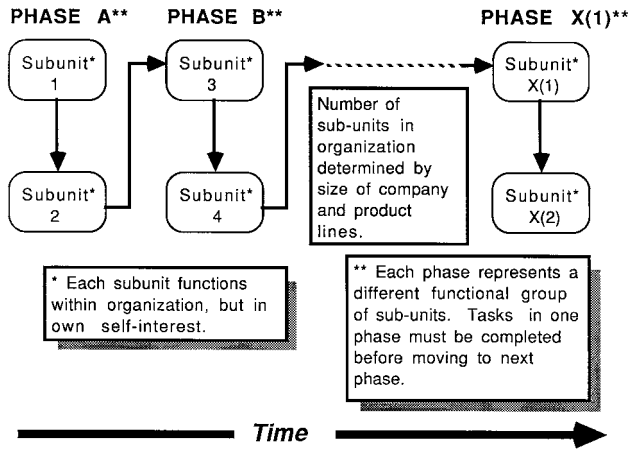 PHASE A** PHASE B** PHASE X(1)**
Subunit*
1
Subunit*
3
Subunit*
X(1)
Number of
sub-units in
organization
determined by
size of company
and product
lines.
Subunit*
2
Subunit*
4
Subunit*
X(2)
* Each subunit functions
within organization, but in
own self-interest.
** Each phase represents a
different functional group
of sub-units. Tasks in one
phase must be completed
before moving to next
phase.
Time